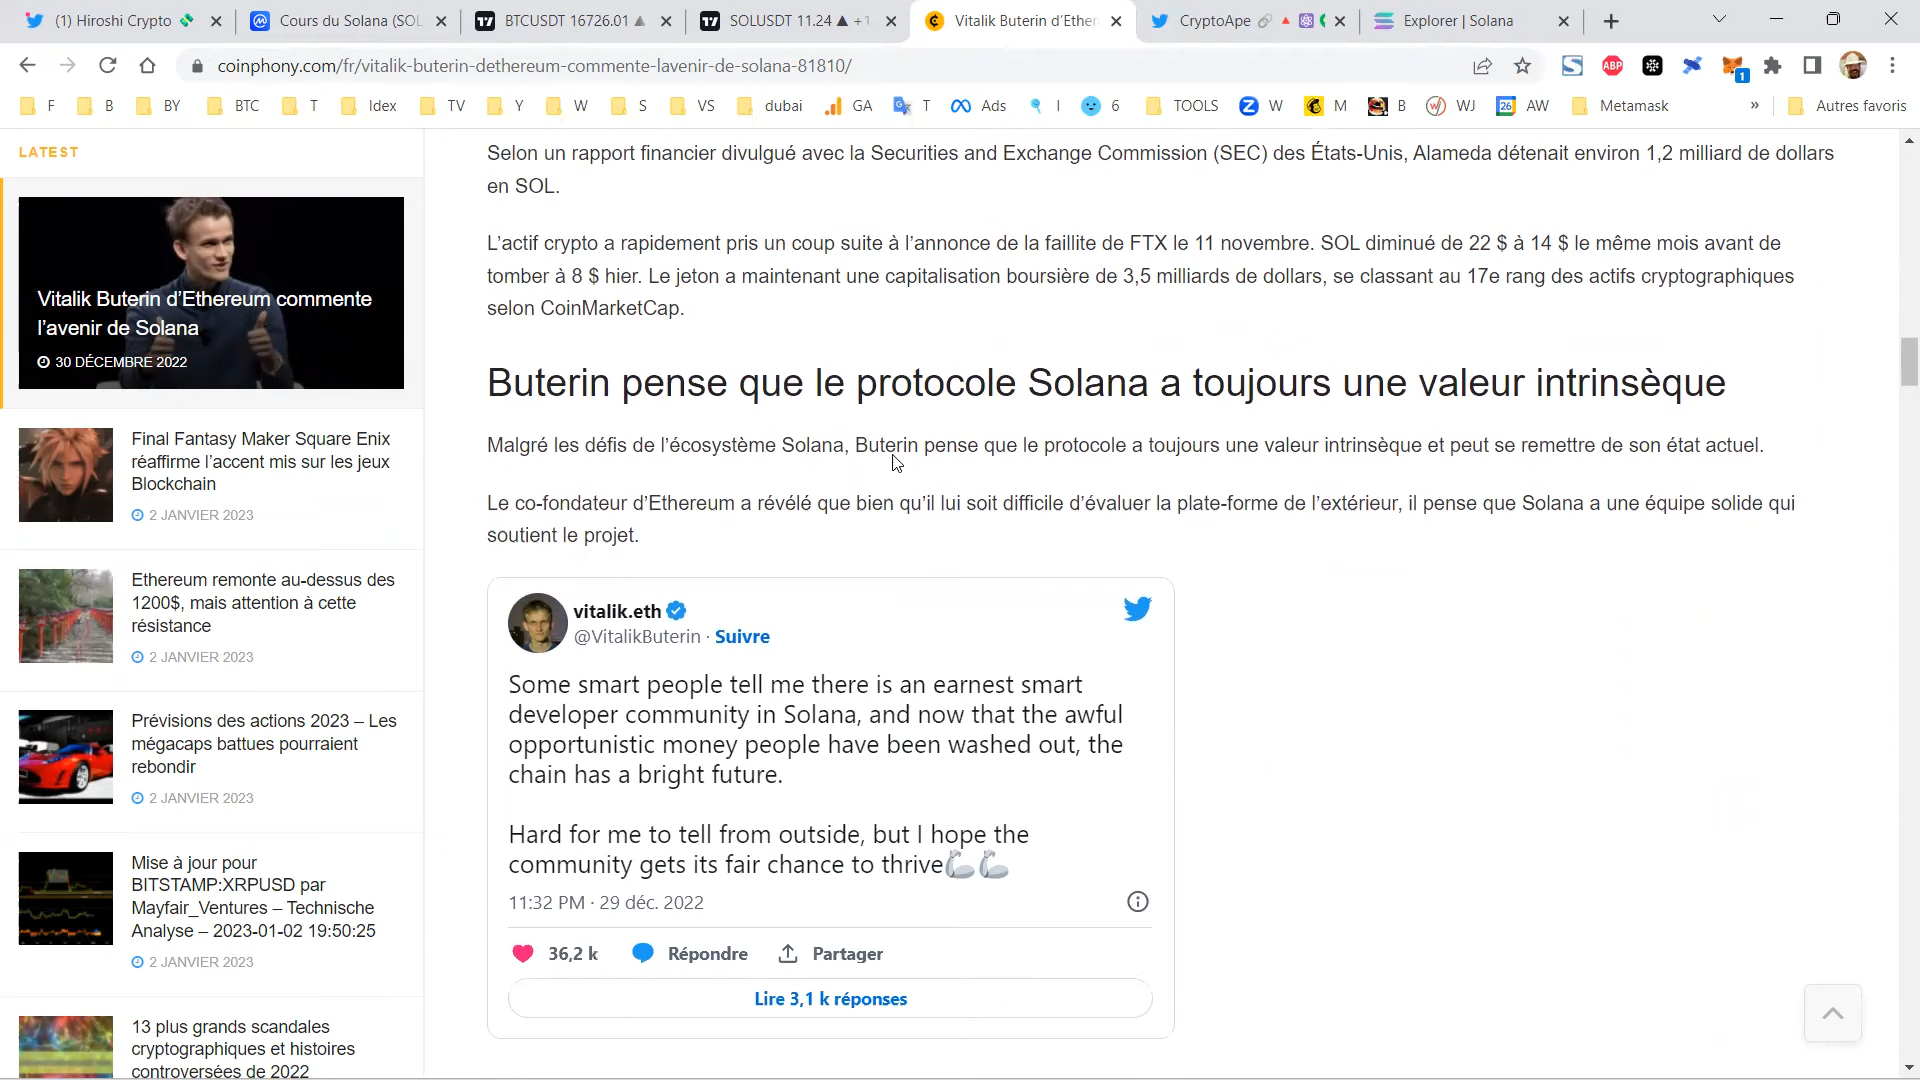 (1) Hiroshi Crypto
Cours du Solana (SOL
BTCUSDT 16726.01 ▲
SOLUSDT 11.24 ▲ +1
Vitalik Buterin d'Ether
CryptoApe
Explorer | Solana
coinphony.com/fr/vitalik-buterin-dethereum-commente-lavenir-de-solana-81810/
ABP
1
F
B
BY
BTC
T
Idex
TV
Y
W
S
VS
dubai
GA
T
Ads
I
6
TOOLS
W
M
B
WJ
26
AW
Metamask
»
Autres favoris
LATEST
Vitalik Buterin d'Ethereum commente
l'avenir de Solana
30 DÉCEMBRE 2022
Final Fantasy Maker Square Enix
réaffirme l'accent mis sur les jeux
Blockchain
2 JANVIER 2023
Ethereum remonte au-dessus des
1200$, mais attention à cette
résistance
2 JANVIER 2023
Prévisions des actions 2023 – Les
mégacaps battues pourraient
rebondir
2 JANVIER 2023
Mise à jour pour
BITSTAMP:XRPUSD par
Mayfair_Ventures – Technische
Analyse – 2023-01-02 19:50:25
2 JANVIER 2023
13 plus grands scandales
cryptographiques et histoires
controversées de 2022
Selon un rapport financier divulgué avec la Securities and Exchange Commission (SEC) des États-Unis, Alameda détenait environ 1,2 milliard de dollars
en SOL.
L'actif crypto a rapidement pris un coup suite à l'annonce de la faillite de FTX le 11 novembre. SOL diminué de 22 $ à 14 $ le même mois avant de
tomber à 8 $ hier. Le jeton a maintenant une capitalisation boursière de 3,5 milliards de dollars, se classant au 17e rang des actifs cryptographiques
selon CoinMarketCap.
Buterin pense que le protocole Solana a toujours une valeur intrinsèque
Malgré les défis de l'écosystème Solana, Buterin pense que le protocole a toujours une valeur intrinsèque et peut se remettre de son état actuel.
Le co-fondateur d'Ethereum a révélé que bien qu'il lui soit difficile d'évaluer la plate-forme de l'extérieur, il pense que Solana a une équipe solide qui
soutient le projet.
vitalik.eth
@VitalikButerin · Suivre
Some smart people tell me there is an earnest smart
developer community in Solana, and now that the awful
opportunistic money people have been washed out, the
chain has a bright future.
Hard for me to tell from outside, but I hope the
community gets its fair chance to thrive💪💪
11:32 PM · 29 déc. 2022
36,2 k
Répondre
Partager
Lire 3,1 k réponses